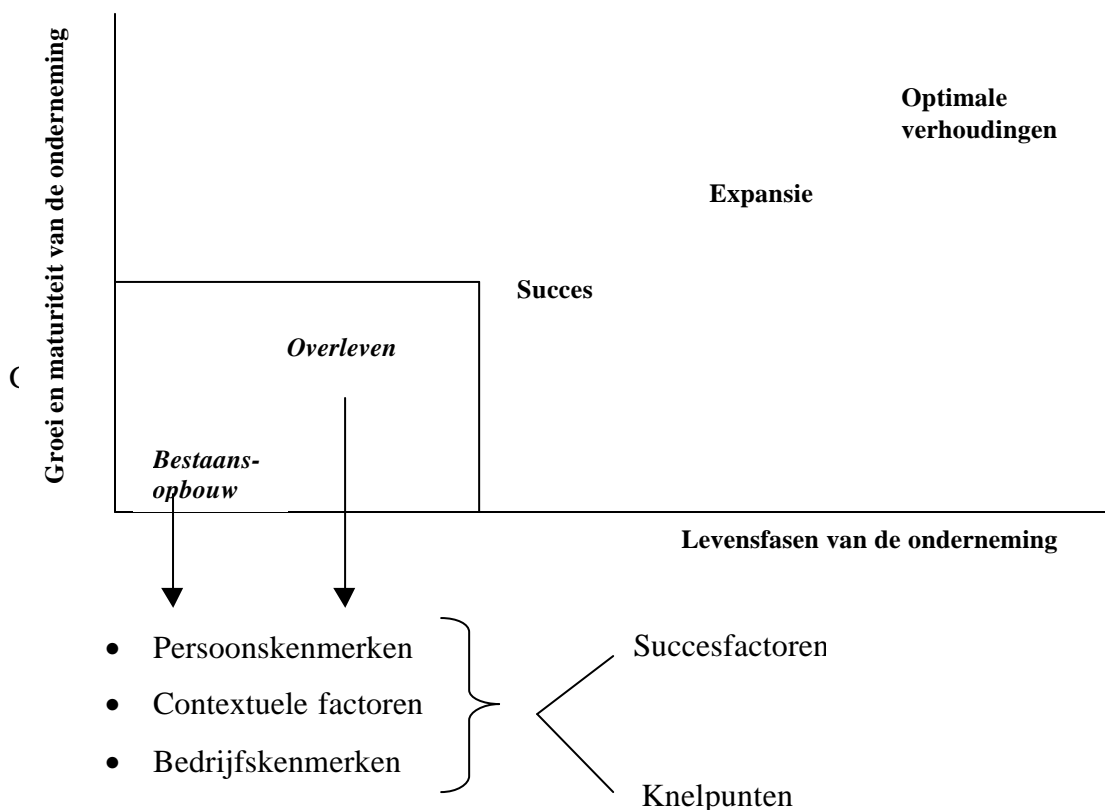 Groei en maturiteit van de onderneming
Optimale
verhoudingen
Expansie
Succes
Overleven
Bestaans-
opbouw
Levensfasen van de onderneming
• Persoonskenmerken
• Contextuele factoren
• Bedrijfskenmerken
Succesfactoren
Knelpunten